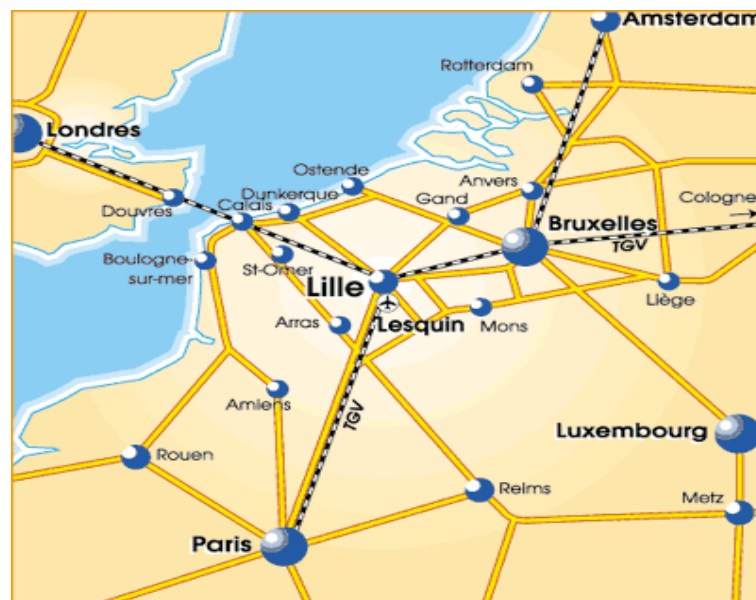 Amsterdam
Rotterdam
Londres
Ostende
Anvers
Dunkerque
Gand
Cologne
Douvres
Calais
Bruxelles
TGV
Boulogne-
sur-mer
St-Omer
Lille
Liège
Lesquin
Mons
Arras
Amiens
TGV
Luxembourg
Rouen
Reims
Metz
Paris